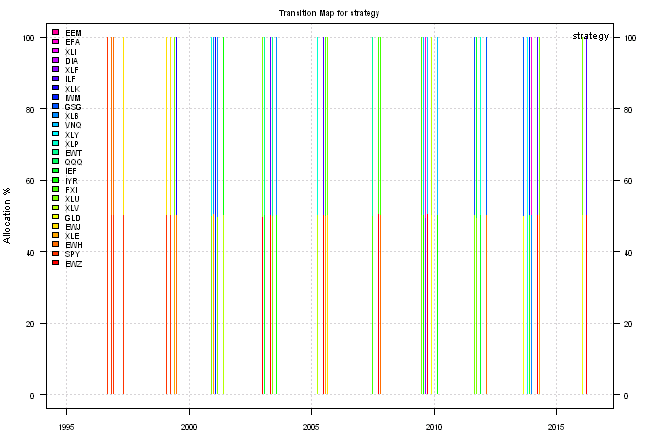 Transition Map for strategy
strategy
Allocation %
100
80
60
40
20
0
EEM
EFA
XLI
DIA
XLF
ILF
XLK
IWM
GSG
XLB
VNQ
XLY
XLP
EWT
QQQ
IEF
IYR
FXI
XLU
XLV
GLD
EWJ
XLE
EWH
SPY
EWZ
100
80
60
40
20
0
1995 2000 2005 2010 2015